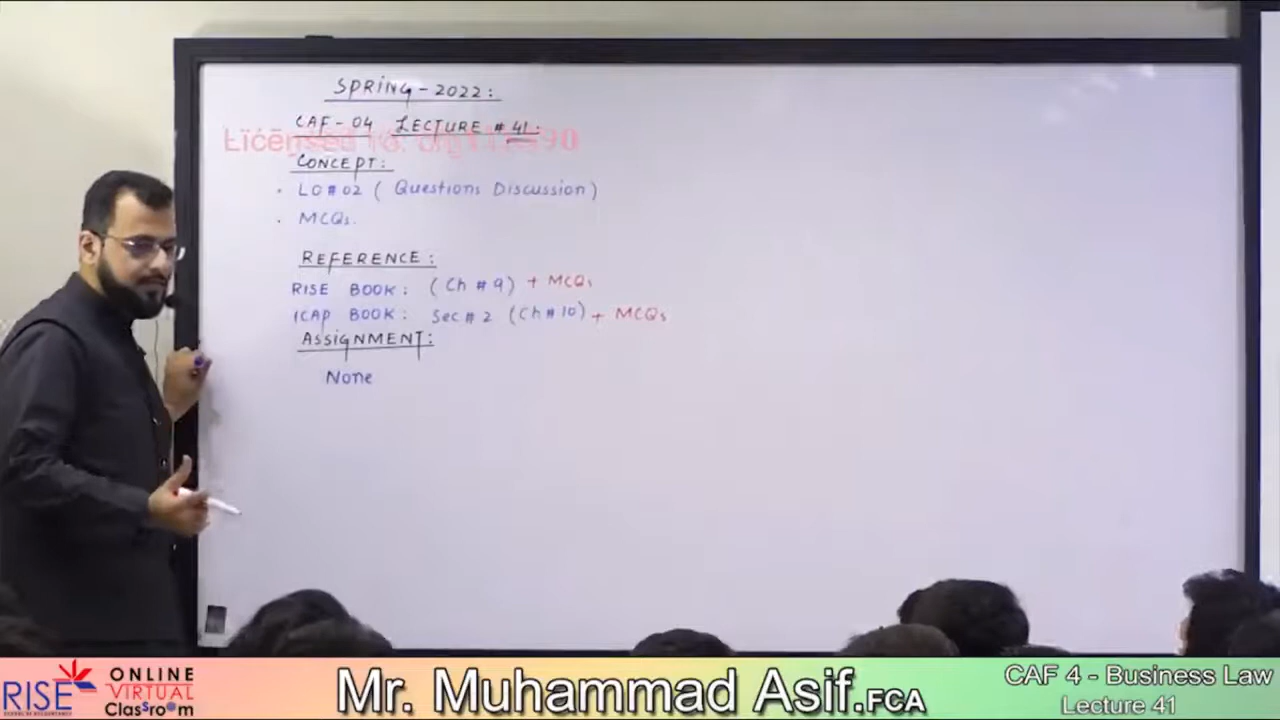 SPRING - 2022:
CAF - 04 LECTURE # 41:
CONCEPT:
. LO # 02 ( Questions Discussion )
. MCQs.
REFERENCE:
RISE BOOK: (Ch # 9) + MCQs
ICAP BOOK: Sec # 2 (Ch # 10) + MCQs
ASSIGNMENT:
None
RISE
ONLINE
VIRTUAL
Classroom
Mr. Muhammad Asif.FCA
CAF 4 - Business Law
Lecture 41